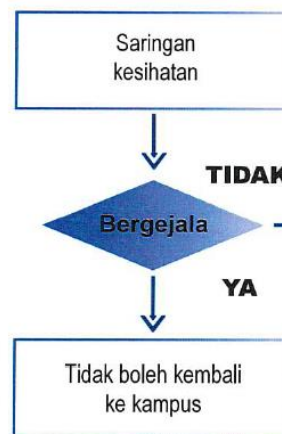 Saringan
kesihatan
TIDAK
Bergejala
YA
Tidak boleh kembali
ke kampus